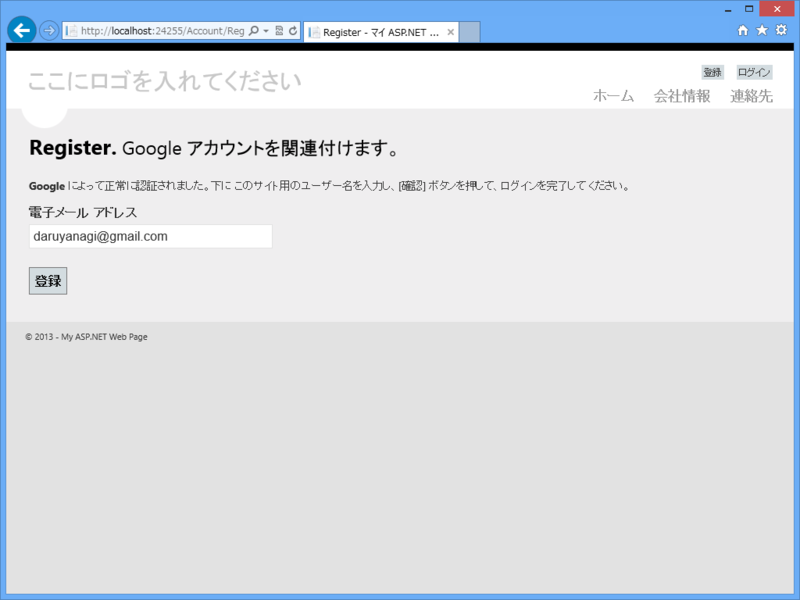 http://localhost:24255/Account/Reg
Register - マイ ASP.NET ...
ここにロゴを入れてください
登録 ログイン
ホーム 会社情報 連絡先
Register. Google アカウントを関連付けます。
Google によって正常に認証されました。下に このサイト用のユーザー名を入力し、[確認] ボタンを押して、ログインを完了してください。
電子メール アドレス
daruyanagi@gmail.com
登録
© 2013 - My ASP.NET Web Page